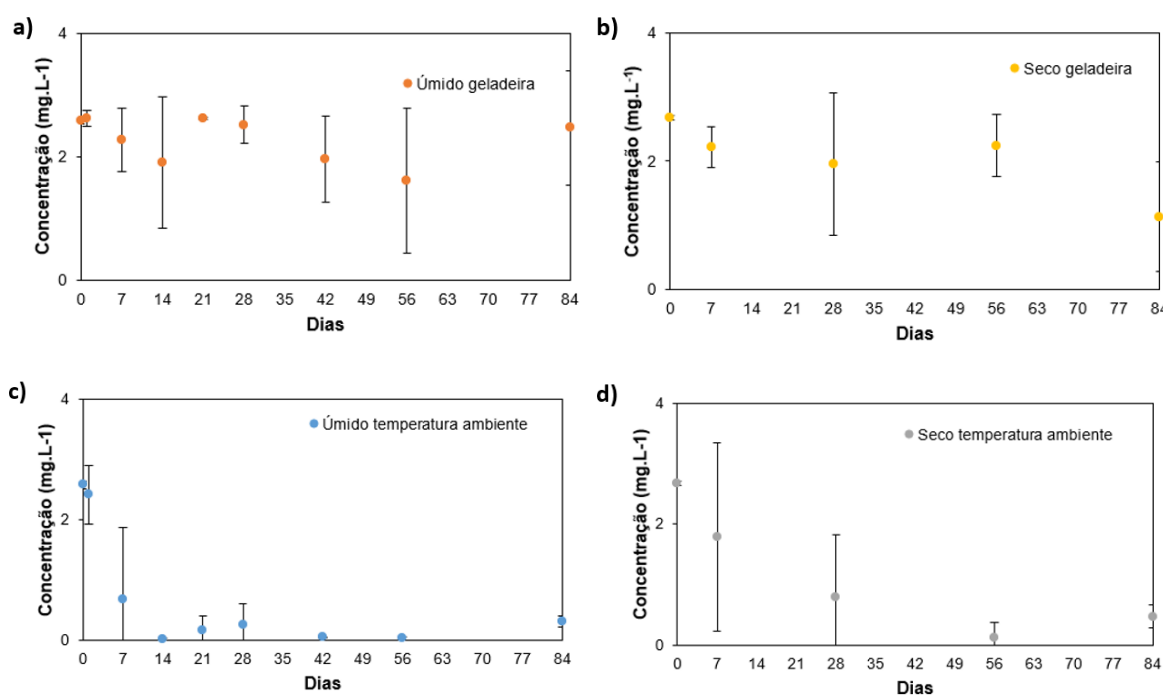 a)
Concentração (mg.L-1)
4
2
0
Úmido geladeira
0 7 14 21 28 35 42 49 56 63 70 77 84
Dias
b)
Concentração (mg.L⁻¹)
4
2
0
Seco geladeira
0 7 14 21 28 35 42 49 56 63 70 77 84
Dias
c)
Concentração (mg.L-1)
4
2
0
Úmido temperatura ambiente
0 7 14 21 28 35 42 49 56 63 70 77 84
Dias
d)
Concentração (mg.L-1)
4
2
0
Seco temperatura ambiente
0 7 14 21 28 35 42 49 56 63 70 77 84
Dias